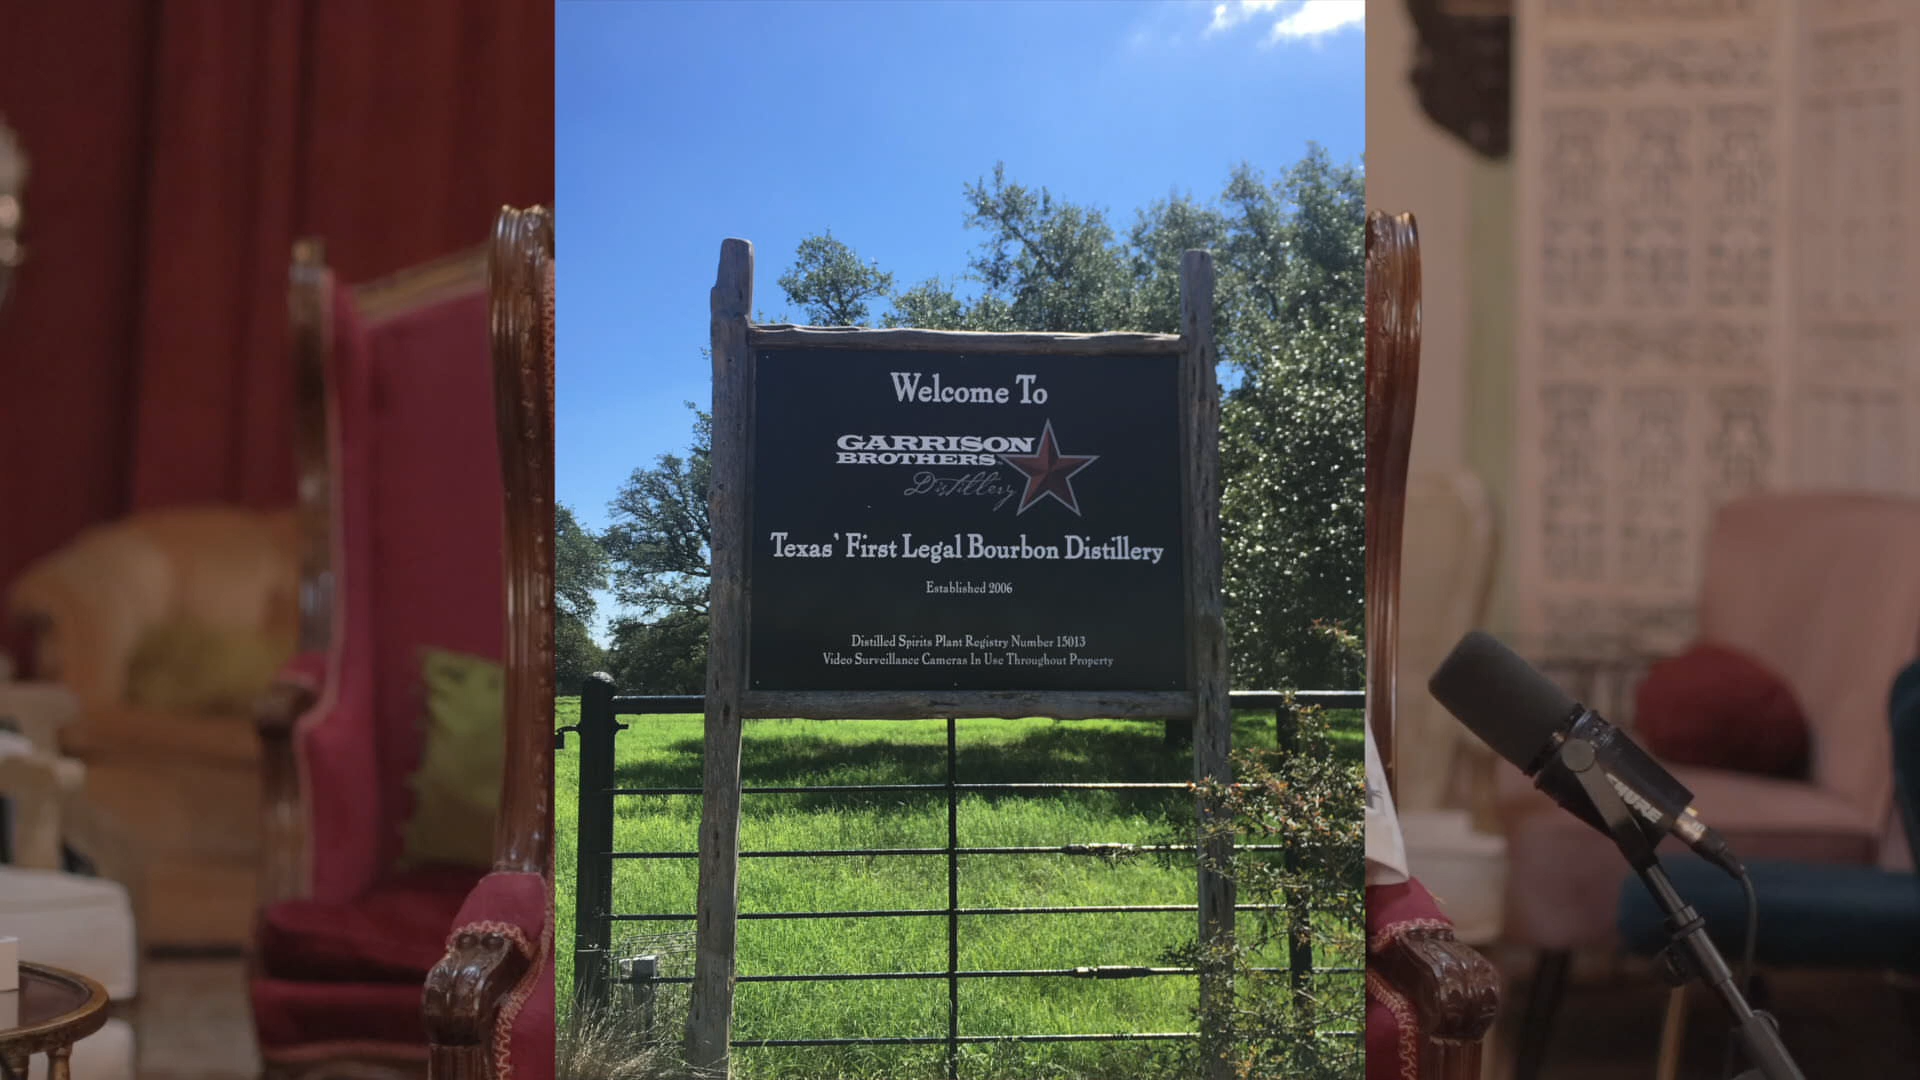 Welcome To
GARRISON
BROTHERS
Distillery
Texas' First Legal Bourbon Distillery
Established 2006
Distilled Spirits Plant Registry Number 15013
Video Surveillance Cameras In Use Throughout Property
SHURE